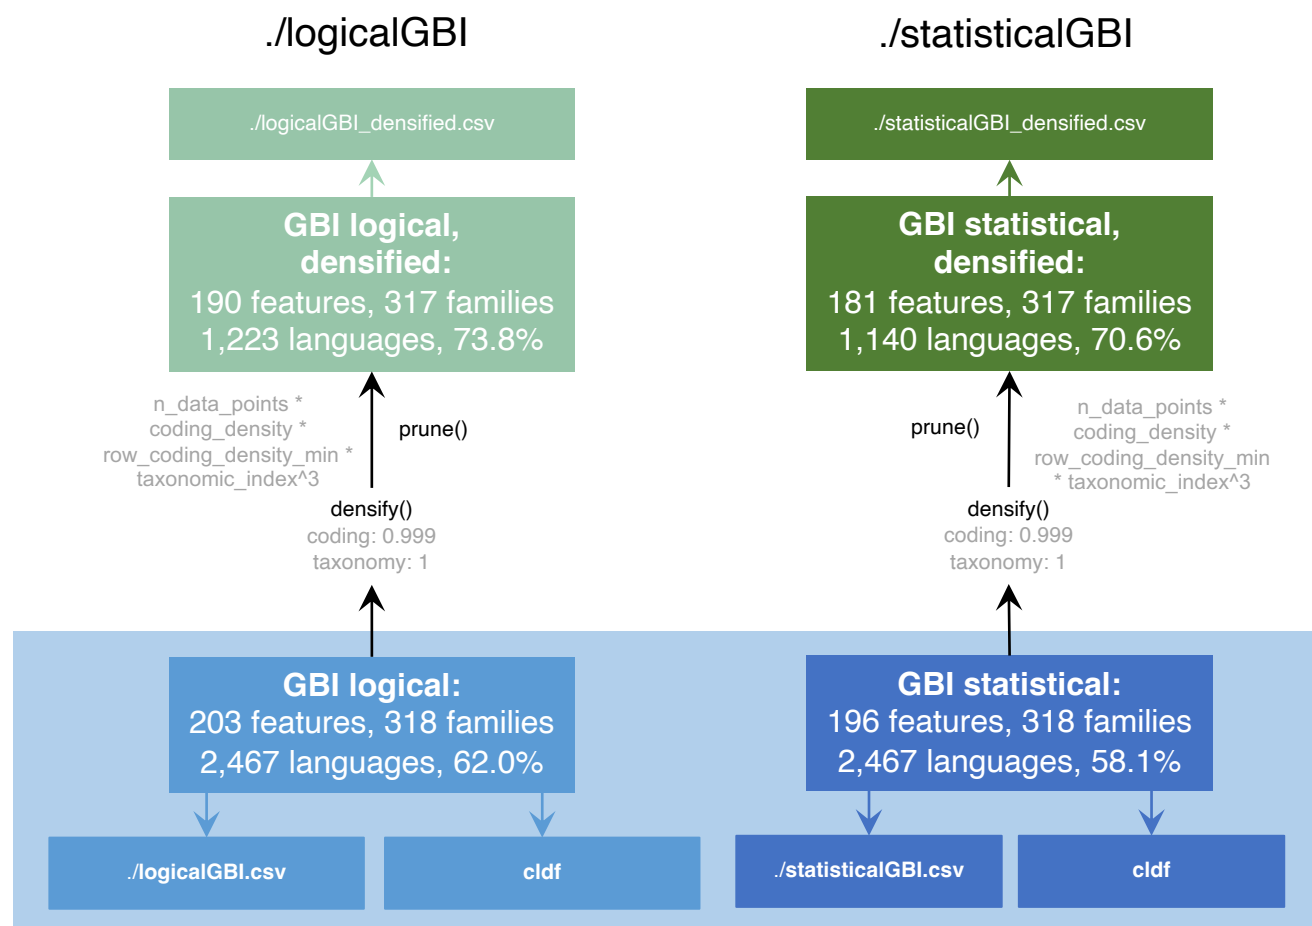 ./logicalGBI
./logicalGBI_densified.csv
GBI logical,
densified:
190 features, 317 families
1,223 languages, 73.8%
n_data_points *
coding_density *
row_coding_density_min *
taxonomic_index^3
prune()
densify()
coding: 0.999
taxonomy: 1
GBI logical:
203 features, 318 families
2,467 languages, 62.0%
./logicalGBI.csv
cldf
./statisticalGBI
./statisticalGBI_densified.csv
GBI statistical,
densified:
181 features, 317 families
1,140 languages, 70.6%
prune()
n_data_points *
coding_density *
row_coding_density_min
* taxonomic_index^3
densify()
coding: 0.999
taxonomy: 1
GBI statistical:
196 features, 318 families
2,467 languages, 58.1%
./statisticalGBI.csv
cldf